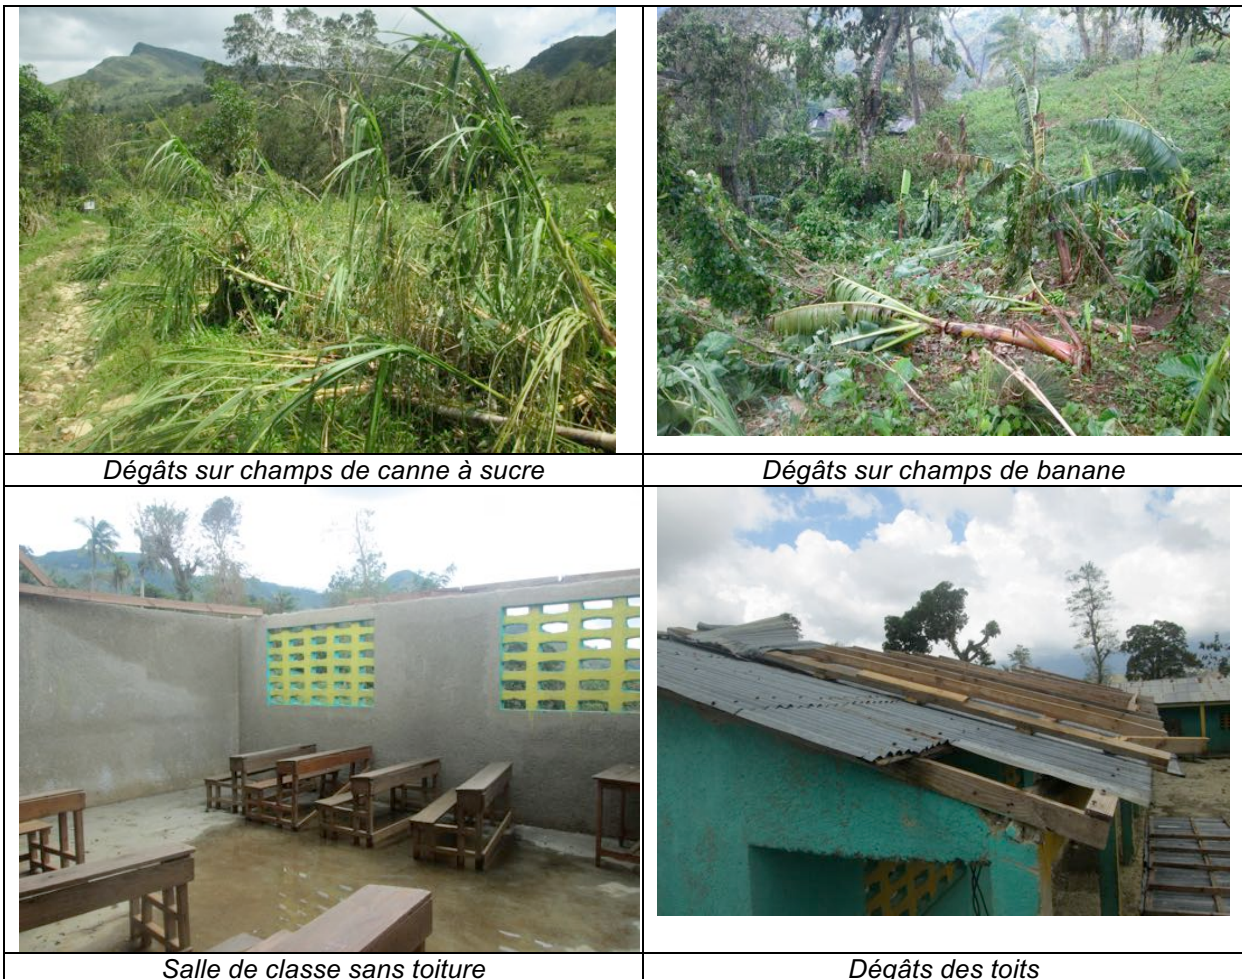 Dégâts sur champs de canne à sucre
Dégâts sur champs de banane
Salle de classe sans toiture
Dégâts des toits